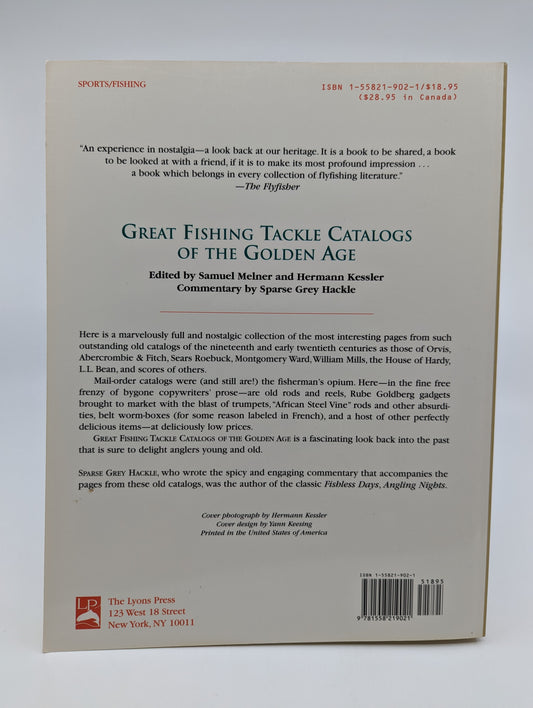 SPORTS/FISHING
ISBN 1-55821-902-1/$18.95
($28.95 in Canada)
"An experience in nostalgia—a look back at our heritage. It is a book to be shared, a book
to be looked at with a friend, if it is to make its most profound impression . . .
a book which belongs in every collection of flyfishing literature."
—The Flyfisher
GREAT FISHING TACKLE CATALOGS
OF THE GOLDEN AGE
Edited by Samuel Melner and Hermann Kessler
Commentary by Sparse Grey Hackle
Here is a marvelously full and nostalgic collection of the most interesting pages from such
outstanding old catalogs of the nineteenth and early twentieth centuries as those of Orvis,
Abercrombie & Fitch, Sears Roebuck, Montgomery Ward, William Mills, the House of Hardy,
L.L. Bean, and scores of others.
Mail-order catalogs were (and still are!) the fisherman's opium. Here—in the fine free
frenzy of bygone copywriters' prose—are old rods and reels, Rube Goldberg gadgets
brought to market with the blast of trumpets, "African Steel Vine" rods and other absurdi-
ties, belt worm-boxes (for some reason labeled in French), and a host of other perfectly
delicious items—at deliciously low prices.
GREAT FISHING TACKLE CATALOGS OF THE GOLDEN AGE is a fascinating look back into the past
that is sure to delight anglers young and old.
SPARSE GREY HACKLE, who wrote the spicy and engaging commentary that accompanies the
pages from these old catalogs, was the author of the classic Fishless Days, Angling Nights.
Cover photograph by Hermann Kessler
Cover design by Yann Keesing
Printed in the United States of America
LP
The Lyons Press
123 West 18 Street
New York, NY 10011
ISBN 1-55821-902-1
51895
9 781558 219021